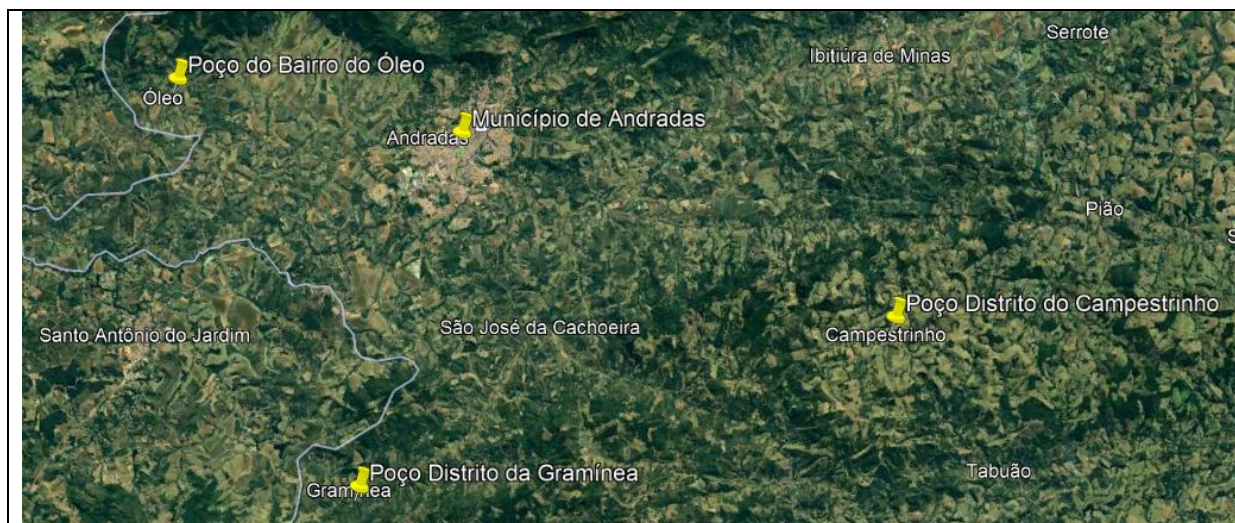 Serrote
Ibitiúra de Minas
Poço do Bairro do Óleo
Óleo
Município de Andradas
Andradas
Pião
S
Poço Distrito do Campestrinho
Campestrinho
São José da Cachoeira
Santo Antônio do Jardim
Poço Distrito da Gramínea
Gramínea
Tabuão